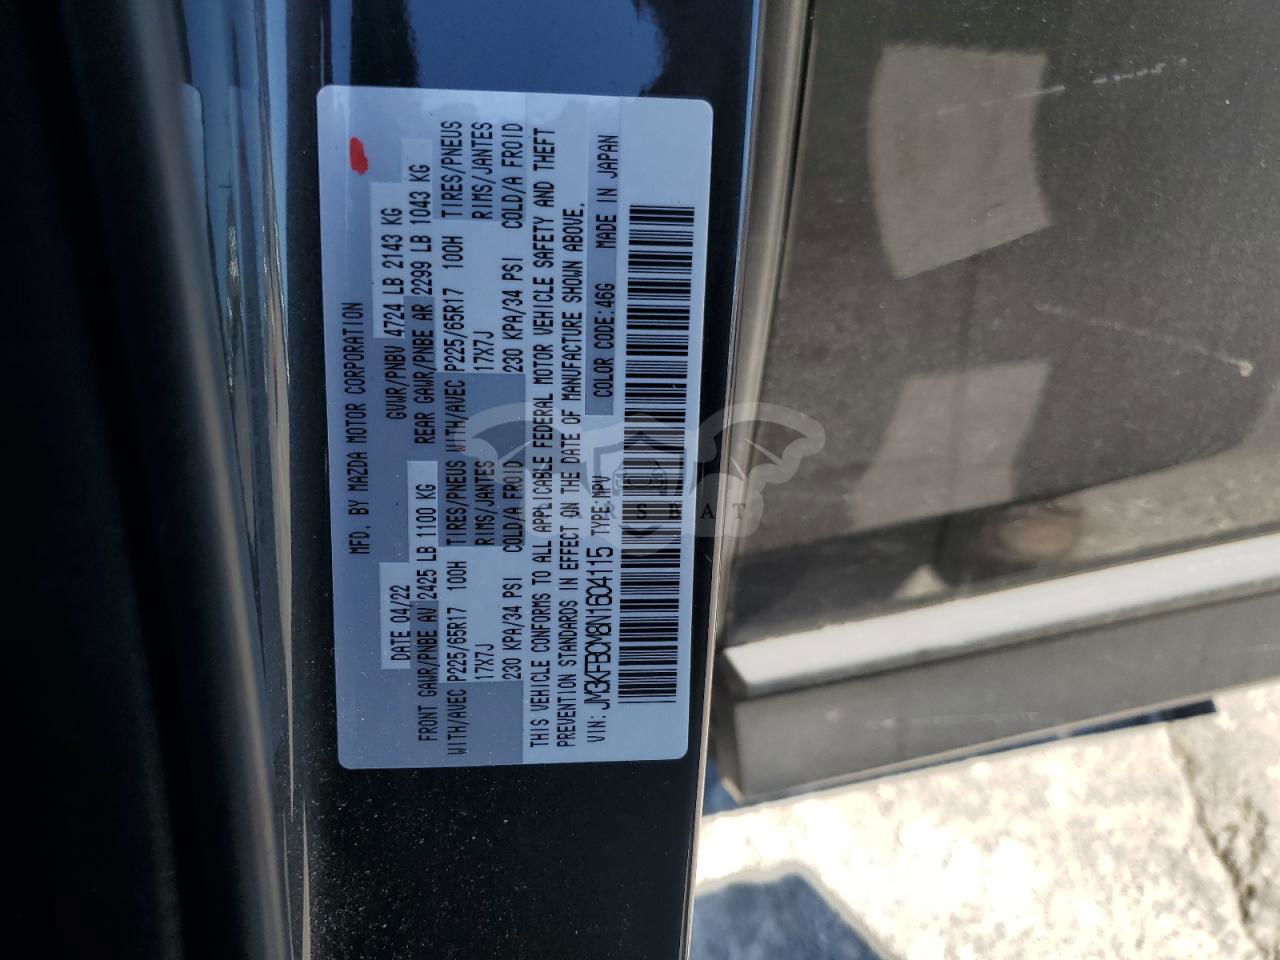 MFD. BY MAZDA MOTOR CORPORATION
DATE 04/22 GVWR/PNBV 4724 LB 2143 KG
FRONT GAWR/PNBE AV 2425 LB 1100 KG REAR GAWR/PNBE AR 2299 LB 1043 KG
WITH/AVEC P225/65R17 100H TIRES/PNEUS WITH/AVEC P225/65R17 100H TIRES/PNEUS
17X7J RIMS/JANTES 17X7J RIMS/JANTES
230 KPA/34 PSI COLD/A FROID 230 KPA/34 PSI COLD/A FROID
THIS VEHICLE CONFORMS TO ALL APPLICABLE FEDERAL MOTOR VEHICLE SAFETY AND THEFT
PREVENTION STANDARDS IN EFFECT ON THE DATE OF MANUFACTURE SHOWN ABOVE.
VIN: JM3KFBDM8N1604115 TYPE:MPV COLOR CODE:46G MADE IN JAPAN